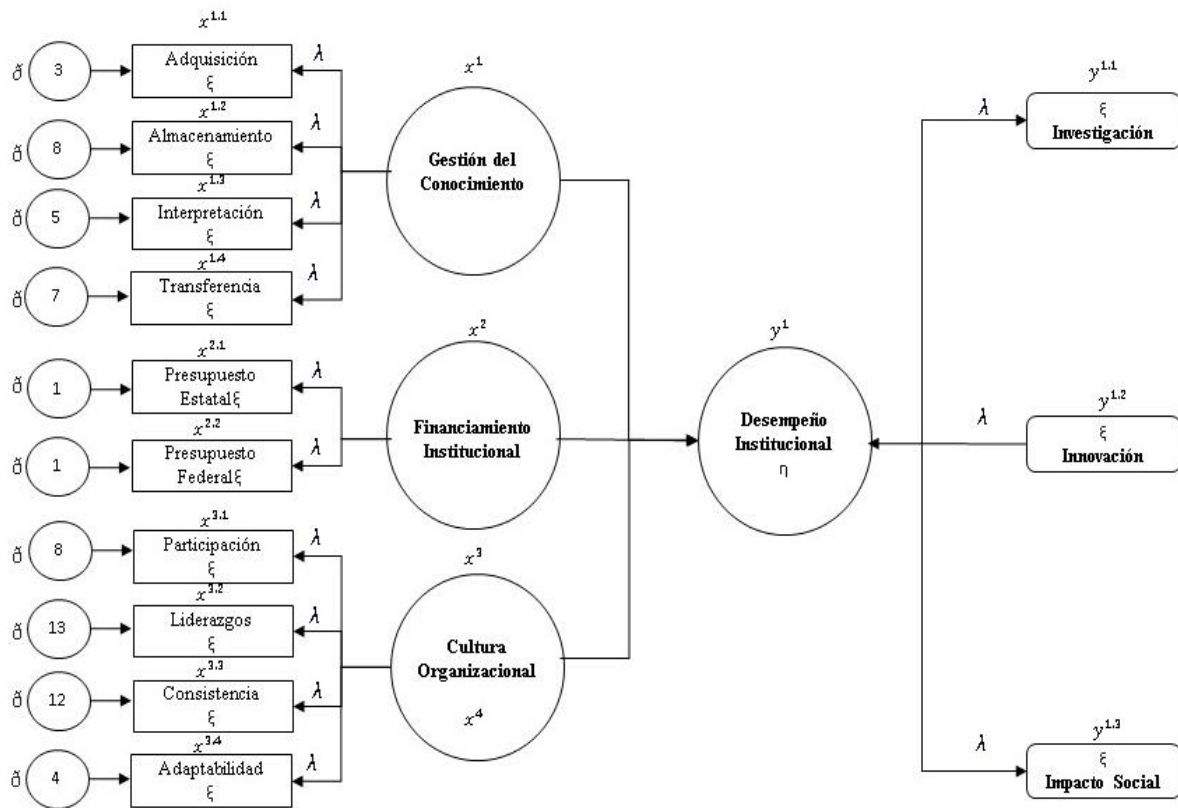 x^{1.1}
ð 3 Adquisición λ
ξ
x^{1.2}
ð 8 Almacenamiento λ
ξ
x^{1.3}
ð 5 Interpretación λ
ξ
x^{1.4}
ð 7 Transferencia λ
ξ
x^{2.1}
ð 1 Presupuesto λ
Estatalξ
x^{2.2}
ð 1 Presupuesto λ
Federalξ
x^{3.1}
ð 8 Participación λ
ξ
x^{3.2}
ð 13 Liderazgos λ
ξ
x^{3.3}
ð 12 Consistencia λ
ξ
x^{3.4}
ð 4 Adaptabilidad λ
ξ
x^{1}
Gestión del
Conocimiento
x^{2}
Financiamiento
Institucional
x^{3}
Cultura
Organizacional
x^{4}
y^{1}
Desempeño
Institucional
η
y^{1.1}
λ ξ
Investigación
y^{1.2}
λ ξ
Innovación
y^{1.3}
λ ξ
Impacto Social